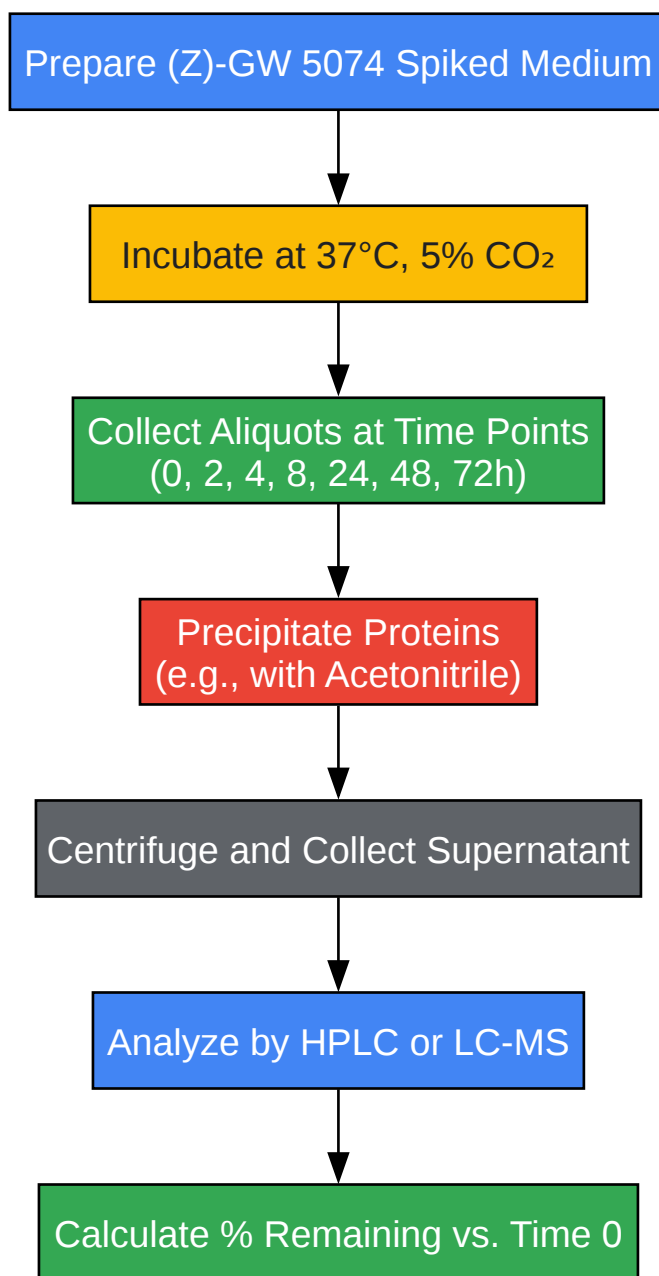 Prepare (Z)-GW 5074 Spiked Medium
Incubate at 37°C, 5% CO₂
Collect Aliquots at Time Points
(0, 2, 4, 8, 24, 48, 72h)
Precipitate Proteins
(e.g., with Acetonitrile)
Centrifuge and Collect Supernatant
Analyze by HPLC or LC-MS
Calculate % Remaining vs. Time 0